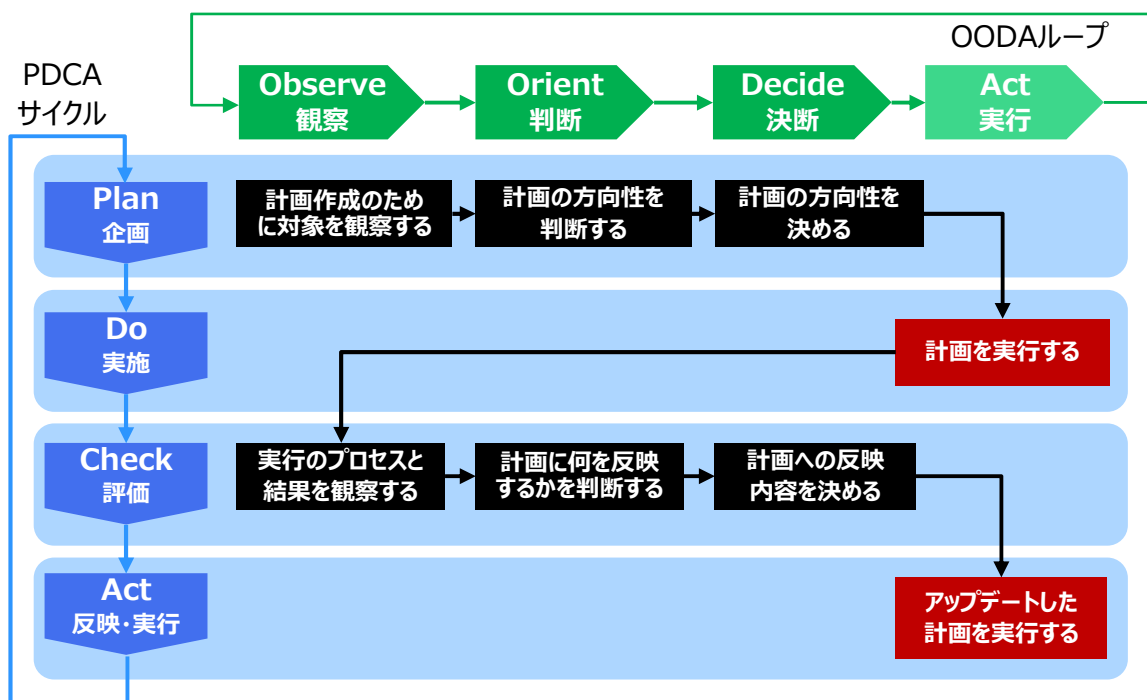 OODAループ
PDCA
サイクル
Observe
観察
Orient
判断
Decide
決断
Act
実行
Plan
企画
計画作成のため
に対象を観察する
計画の方向性を
判断する
計画の方向性を
決める
Do
実施
計画を実行する
Check
評価
実行のプロセスと
結果を観察する
計画に何を反映
するかを判断する
計画への反映
内容を決める
Act
反映・実行
アップデートした
計画を実行する